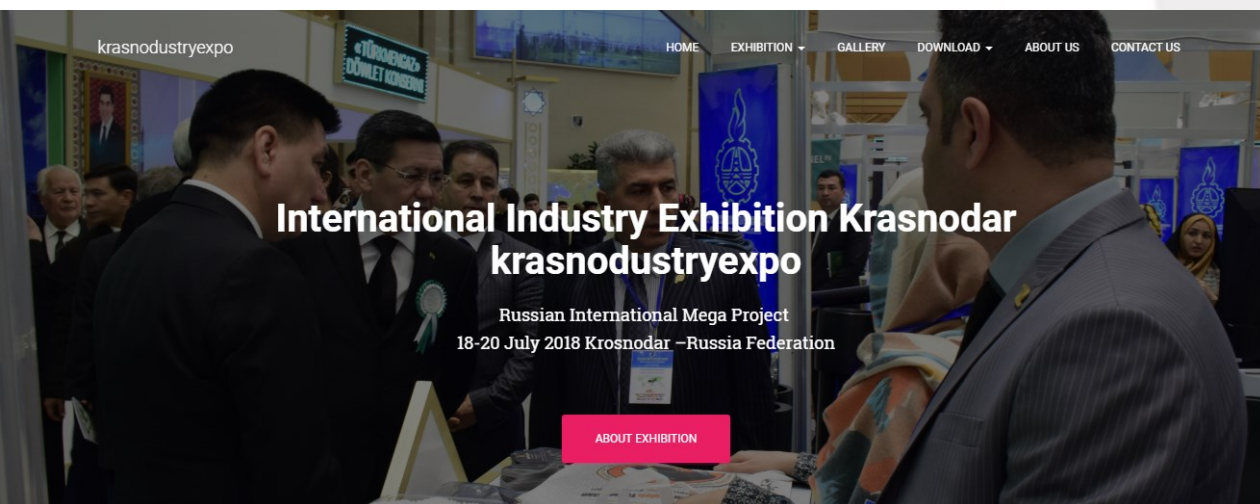 krasnodustryexpo
HOME
EXHIBITION
GALLERY
DOWNLOAD
ABOUT US
CONTACT US
«TÜRKMENGAZ»
DÖWLET KONSERNI
International Industry Exhibition Krasnodar
krasnodustryexpo
Russian International Mega Project
18-20 July 2018 Krosnodar –Russia Federation
ABOUT EXHIBITION